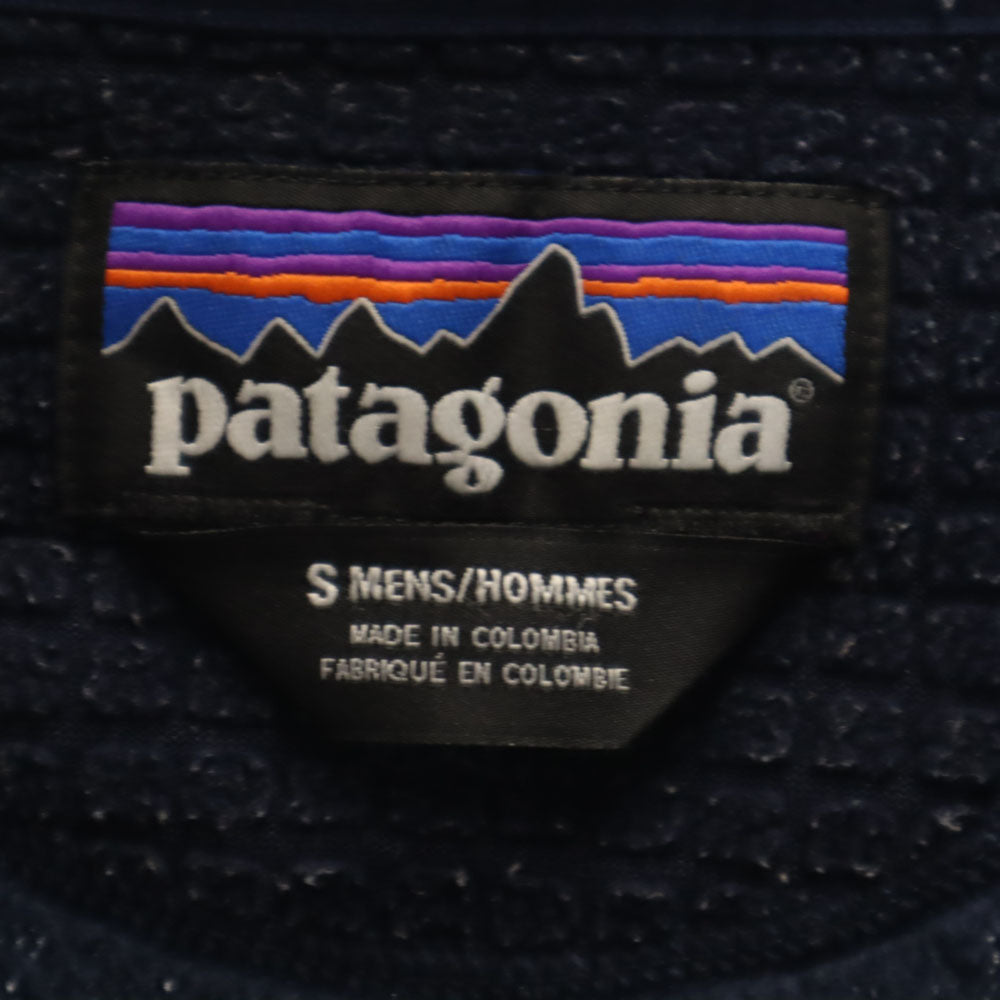 patagonia®
S MENS/HOMMES
MADE IN COLOMBIA
FABRIQUÉ EN COLOMBIE